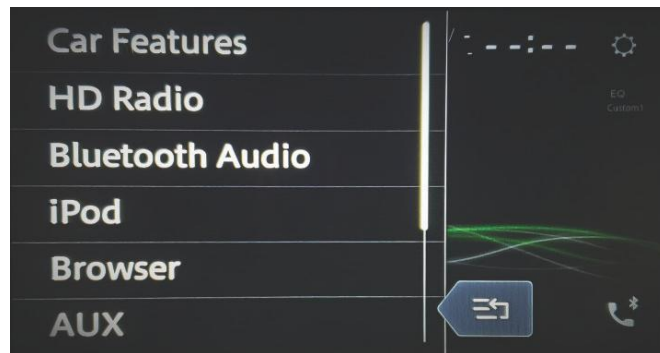 Car Features
--:--
HD Radio
EQ
Custom1
Bluetooth Audio
iPod
Browser
AUX